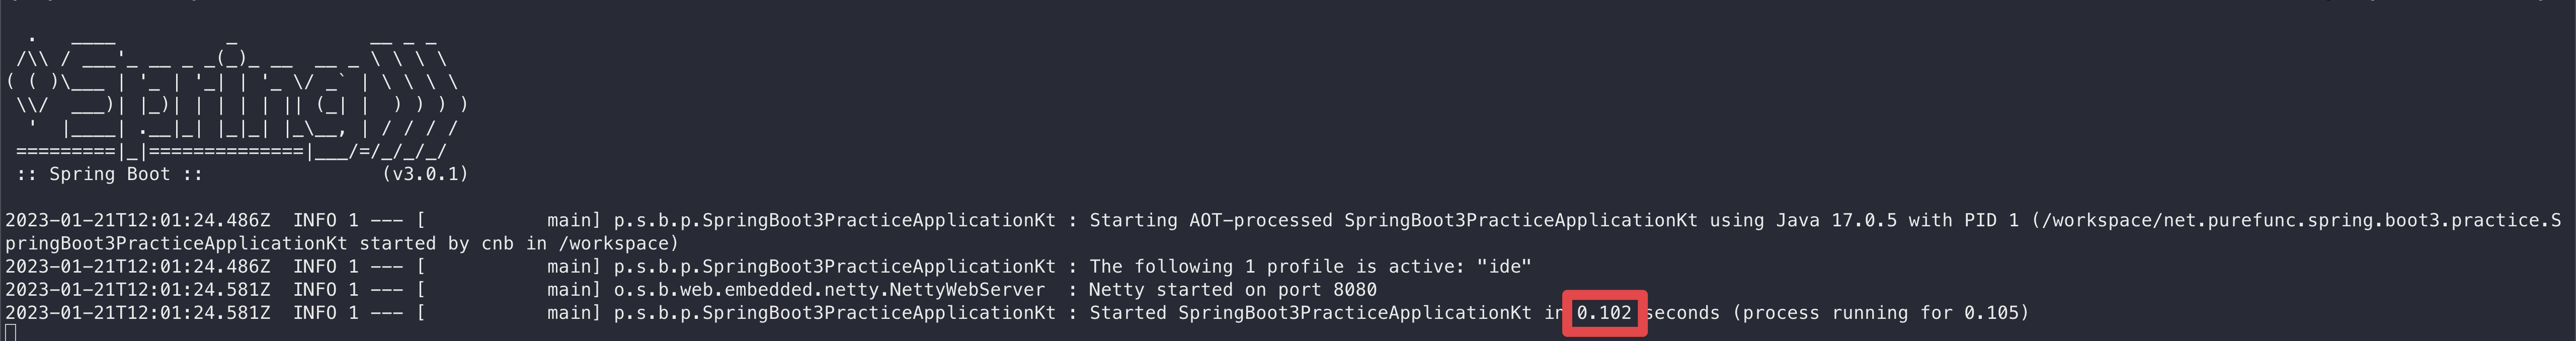 .   ____          _            __ _ _
 /\\ / ___'_ __ _ _(_)_ __  __ _ \ \ \ \
( ( )\___ | '_ | '_| | '_ \/ _` | \ \ \ \
 \\/  ___)| |_)| | | | | || (_| |  ) ) ) )
  '  |____| .__|_| |_|_| |_\__, | / / / /
 =========|_|==============|___/=/_/_/_/
 :: Spring Boot ::                (v3.0.1)
2023-01-21T12:01:24.486Z  INFO 1 --- [           main] p.s.b.p.SpringBoot3PracticeApplicationKt : Starting AOT-processed SpringBoot3PracticeApplicationKt using Java 17.0.5 with PID 1 (/workspace/net.purefunc.spring.boot3.practice.S
pringBoot3PracticeApplicationKt started by cnb in /workspace)
2023-01-21T12:01:24.486Z  INFO 1 --- [           main] p.s.b.p.SpringBoot3PracticeApplicationKt : The following 1 profile is active: "ide"
2023-01-21T12:01:24.581Z  INFO 1 --- [           main] o.s.b.web.embedded.netty.NettyWebServer  : Netty started on port 8080
2023-01-21T12:01:24.581Z  INFO 1 --- [           main] p.s.b.p.SpringBoot3PracticeApplicationKt : Started SpringBoot3PracticeApplicationKt in 0.102 seconds (process running for 0.105)